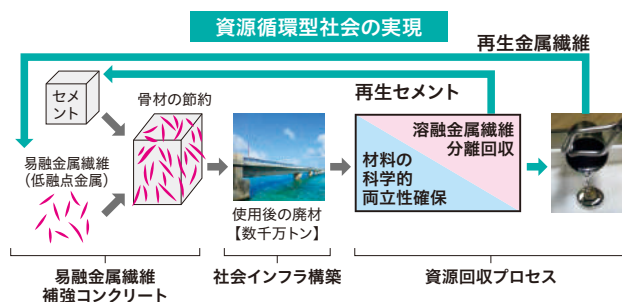 資源循環型社会の実現
再生金属繊維
セメ
ント
骨材の節約
再生セメント
易融金属繊維
(低融点金属)
溶融金属繊維
分離回収
材料の
科学的
両立性確保
使用後の廃材
【数千万トン】
易融金属繊維
補強コンクリート
社会インフラ構築
資源回収プロセス